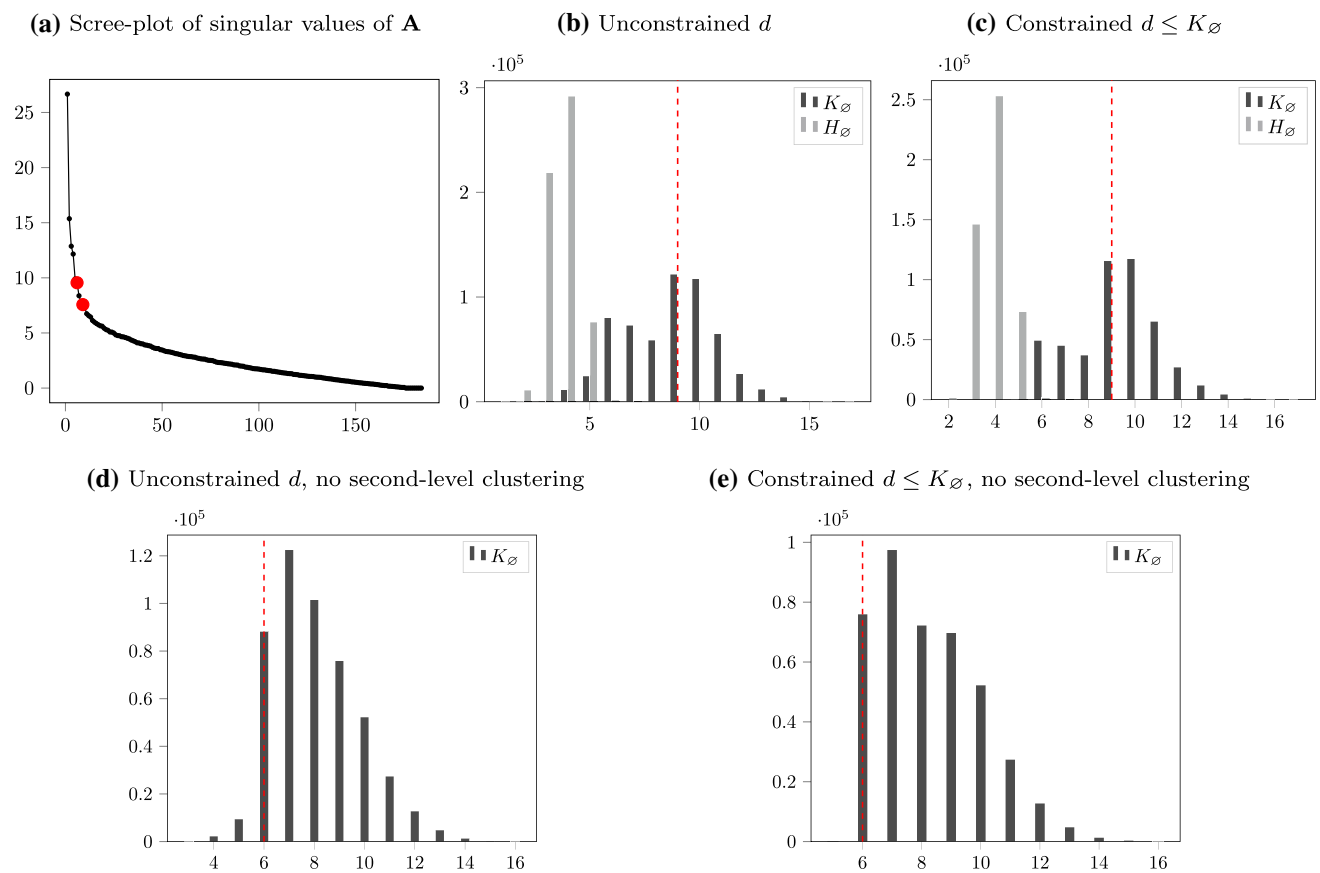 (a) Scree-plot of singular values of A
(b) Unconstrained d
(c) Constrained d ≤ K∅
25
20
15
10
5
0
0 50 100 150
·10⁵
3
2
1
0
5 10 15
K∅
H∅
·10⁵
2.5
2
1.5
1
0.5
0
2 4 6 8 10 12 14 16
K∅
H∅
(d) Unconstrained d, no second-level clustering
(e) Constrained d ≤ K∅, no second-level clustering
·10⁵
1.2
1
0.8
0.6
0.4
0.2
0
4 6 8 10 12 14 16
K∅
·10⁵
1
0.8
0.6
0.4
0.2
0
6 8 10 12 14 16
K∅